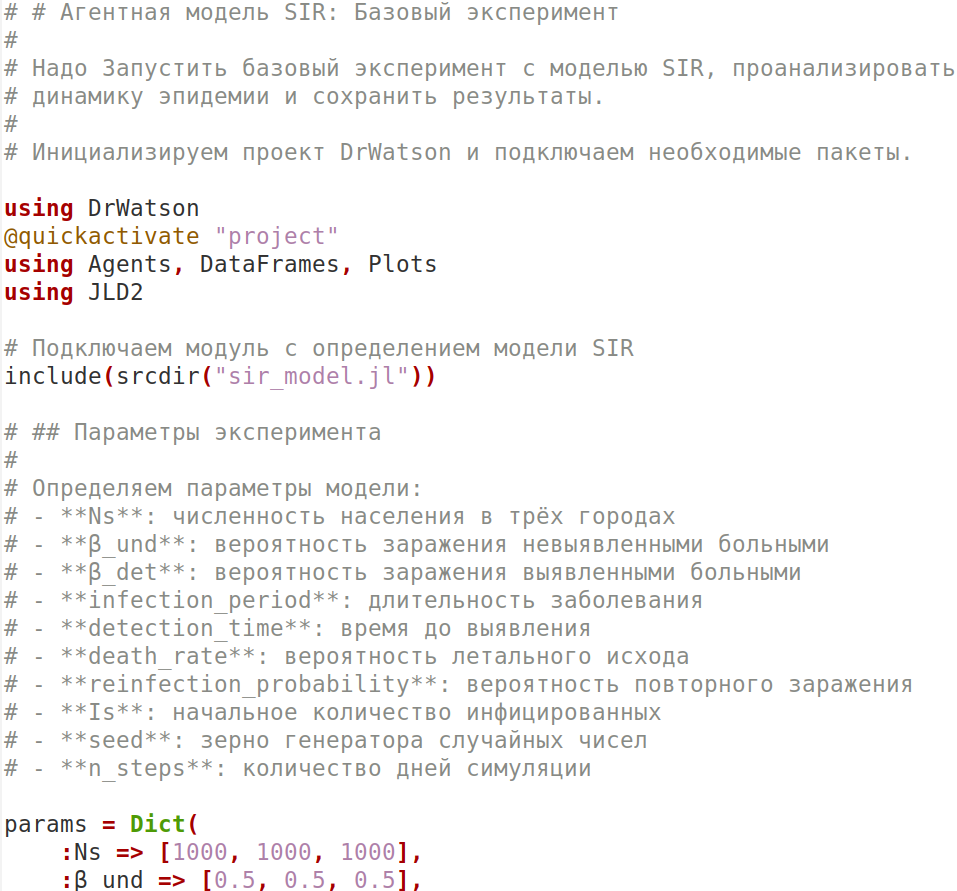 # # Агентная модель SIR: Базовый эксперимент
#
# Надо Запустить базовый эксперимент с моделью SIR, проанализировать
# динамику эпидемии и сохранить результаты.
#
# Инициализируем проект DrWatson и подключаем необходимые пакеты.

using DrWatson
@quickactivate "project"
using Agents, DataFrames, Plots
using JLD2

# Подключаем модуль с определением модели SIR
include(srcdir("sir_model.jl"))

# ## Параметры эксперимента
#
# Определяем параметры модели:
# - **Ns**: численность населения в трёх городах
# - **β_und**: вероятность заражения невыявленными больными
# - **β_det**: вероятность заражения выявленными больными
# - **infection_period**: длительность заболевания
# - **detection_time**: время до выявления
# - **death_rate**: вероятность летального исхода
# - **reinfection_probability**: вероятность повторного заражения
# - **Is**: начальное количество инфицированных
# - **seed**: зерно генератора случайных чисел
# - **n_steps**: количество дней симуляции

params = Dict(
    :Ns => [1000, 1000, 1000],
    :β_und => [0.5, 0.5, 0.5],